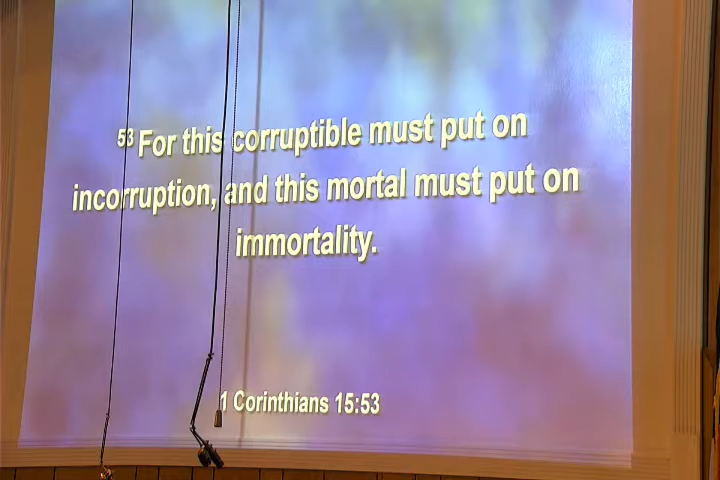 53 For this corruptible must put on
incorruption, and this mortal must put on
immortality.
1 Corinthians 15:53